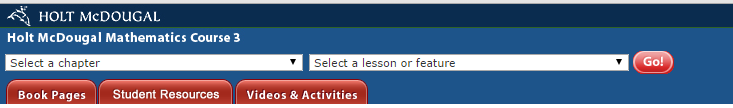 HOLT McDOUGAL
Holt McDougal Mathematics Course 3
Select a chapter Select a lesson or feature Go!
Book Pages Student Resources Videos & Activities